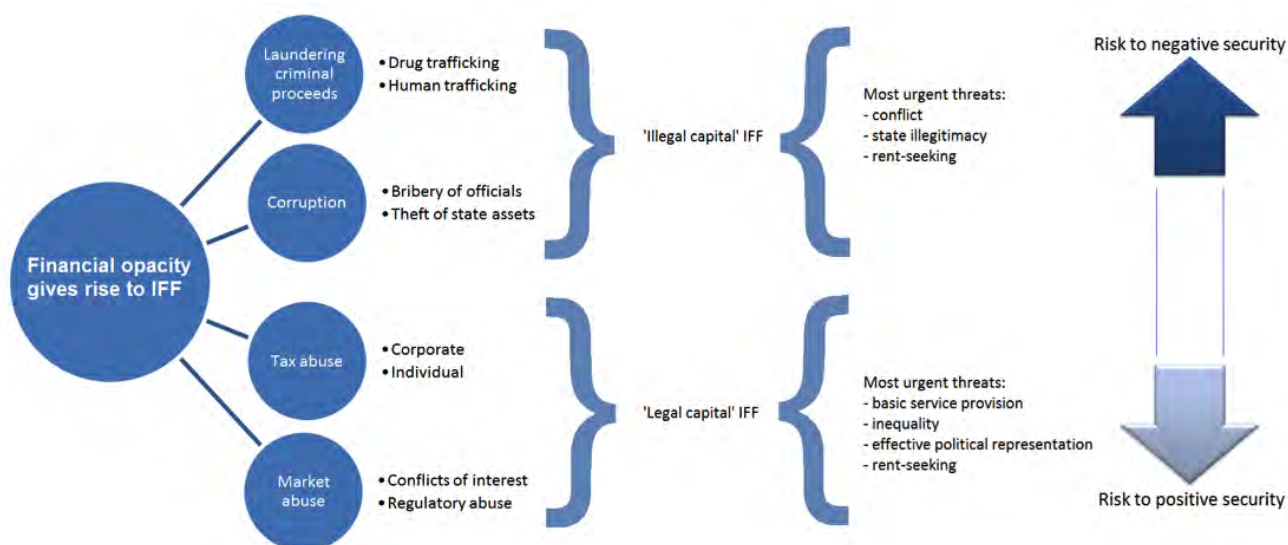 Financial opacity
gives rise to IFF
Laundering
criminal
proceeds
• Drug trafficking
• Human trafficking
Corruption
• Bribery of officials
• Theft of state assets
'Illegal capital' IFF
Most urgent threats:
- conflict
- state illegitimacy
- rent-seeking
Tax abuse
• Corporate
• Individual
Market
abuse
• Conflicts of interest
• Regulatory abuse
'Legal capital' IFF
Most urgent threats:
- basic service provision
- inequality
- effective political representation
- rent-seeking
Risk to negative security
Risk to positive security